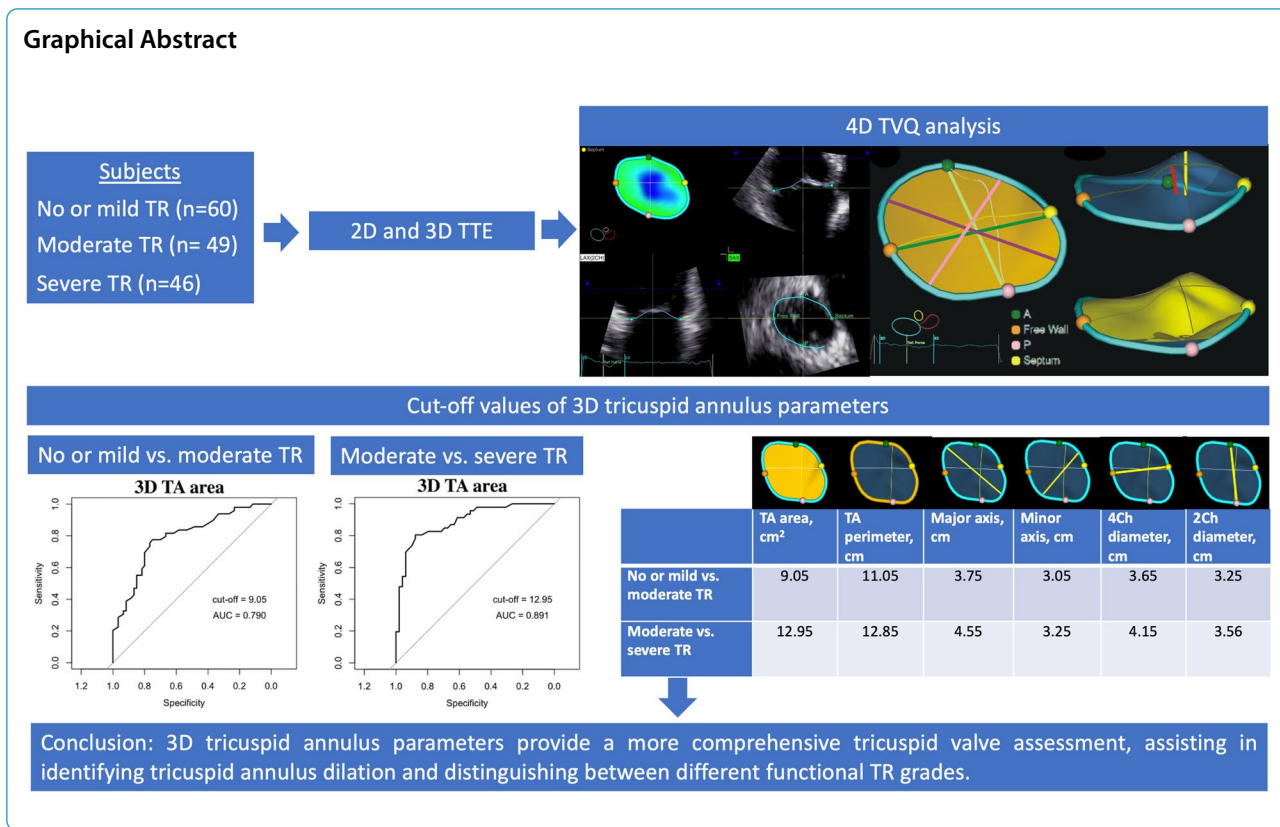 Graphical Abstract
Subjects
No or mild TR (n=60)
Moderate TR (n= 49)
Severe TR (n=46)
2D and 3D TTE
4D TVQ analysis
Septum
LAX(2CH)
SAX
A
Free Wall
Septum
P
A
Free Wall
P
Septum
Cut-off values of 3D tricuspid annulus parameters
No or mild vs. moderate TR
3D TA area
Sensitivity
1.0
0.8
0.6
0.4
0.2
0.0
cut-off = 9.05
AUC = 0.790
1.2 1.0 0.8 0.6 0.4 0.2 0.0
Specificity
Moderate vs. severe TR
3D TA area
Sensitivity
1.0
0.8
0.6
0.4
0.2
0.0
cut-off = 12.95
AUC = 0.891
1.2 1.0 0.8 0.6 0.4 0.2 0.0
Specificity
TA area, cm² TA perimeter, cm Major axis, cm Minor axis, cm 4Ch diameter, cm 2Ch diameter, cm
No or mild vs. moderate TR 9.05 11.05 3.75 3.05 3.65 3.25
Moderate vs. severe TR 12.95 12.85 4.55 3.25 4.15 3.56
Conclusion: 3D tricuspid annulus parameters provide a more comprehensive tricuspid valve assessment, assisting in
identifying tricuspid annulus dilation and distinguishing between different functional TR grades.